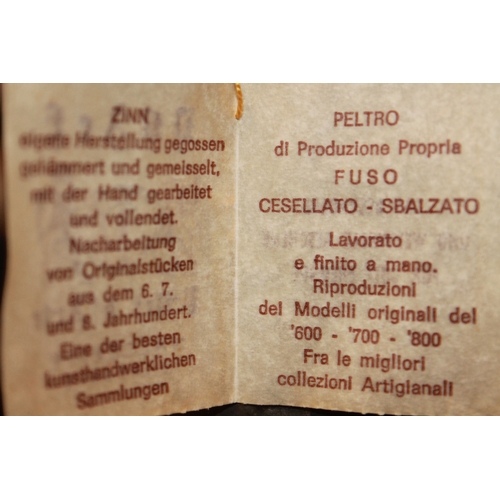 ZINN
eigene Herstellung gegossen
gehämmert und gemeisselt,
mit der Hand gearbeitet
und vollendet.
Nacharbeitung
von Originalstücken
aus dem 6. 7.
und 8. Jahrhundert.
Eine der besten
kunsthandwerklichen
Sammlungen
PELTRO
di Produzione Propria
FUSO
CESELLATO - SBALZATO
Lavorato
e finito a mano.
Riproduzioni
dei Modelli originali del
'600 - '700 - '800
Fra le migliori
collezioni Artigianali